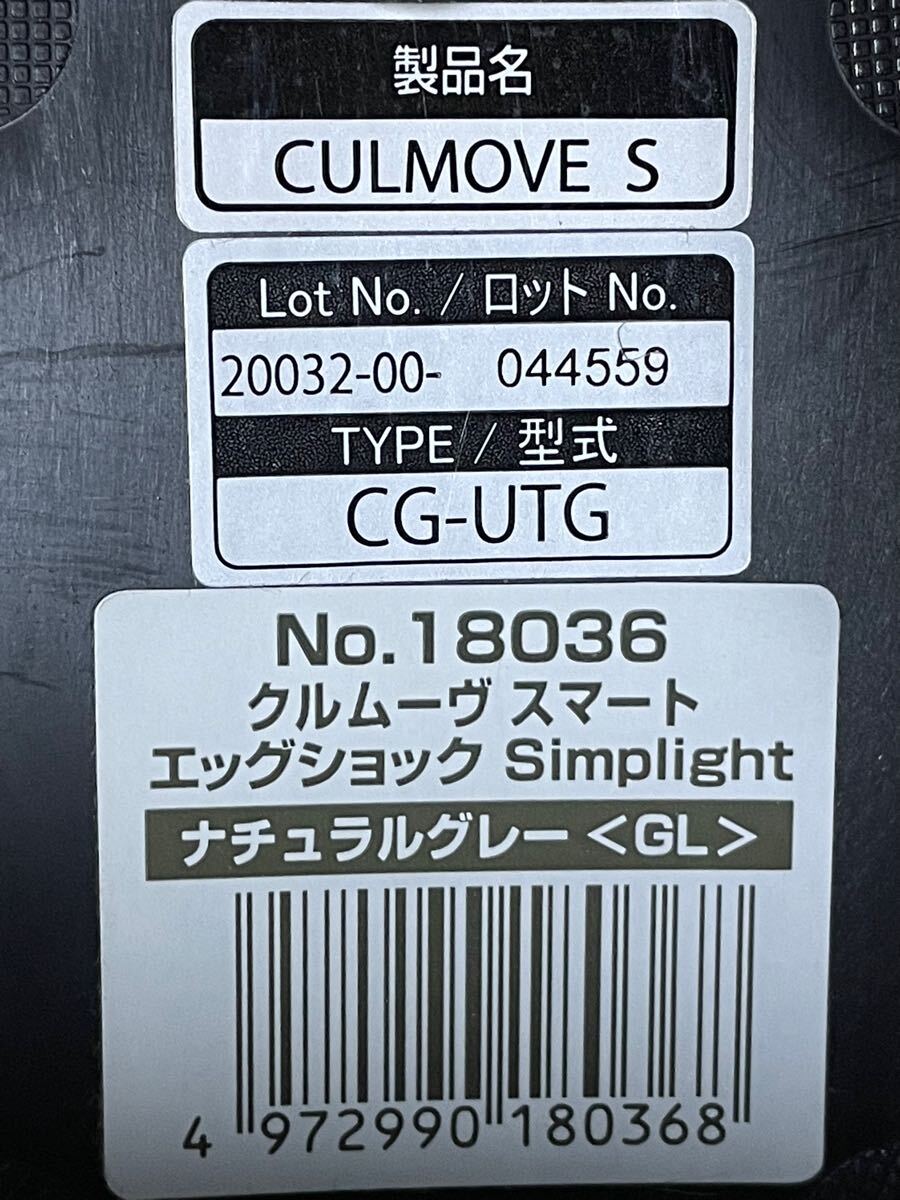 製品名
CULMOVE S
Lot No. / ロット No.
20032-00- 044559
TYPE / 型式
CG-UTG
No.18036
クルムーヴ スマート
エッグショック Simplight
ナチュラルグレー＜GL＞
4 972990 180368